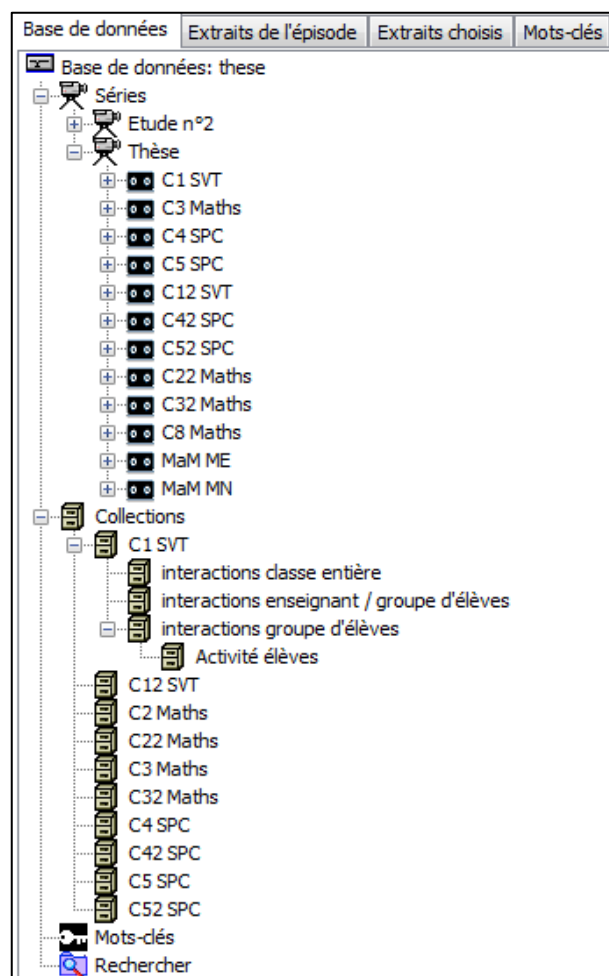 Base de données Extraits de l'épisode Extraits choisis Mots-clés
Base de données: these
Séries
Etude n°2
Thèse
C1 SVT
C3 Maths
C4 SPC
C5 SPC
C12 SVT
C42 SPC
C52 SPC
C22 Maths
C32 Maths
C8 Maths
MaM ME
MaM MN
Collections
C1 SVT
interactions classe entière
interactions enseignant / groupe d'élèves
interactions groupe d'élèves
Activité élèves
C12 SVT
C2 Maths
C22 Maths
C3 Maths
C32 Maths
C4 SPC
C42 SPC
C5 SPC
C52 SPC
Mots-clés
Rechercher